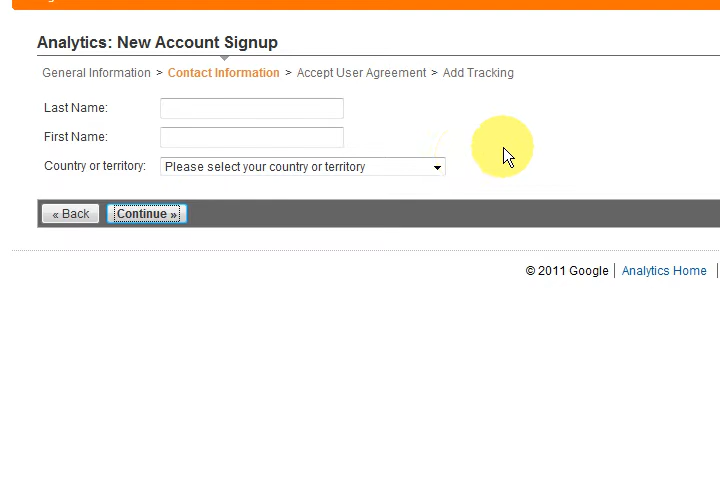 Analytics: New Account Signup
General Information > Contact Information > Accept User Agreement > Add Tracking
Last Name:
First Name:
Country or territory: Please select your country or territory
« Back Continue »
© 2011 Google | Analytics Home |